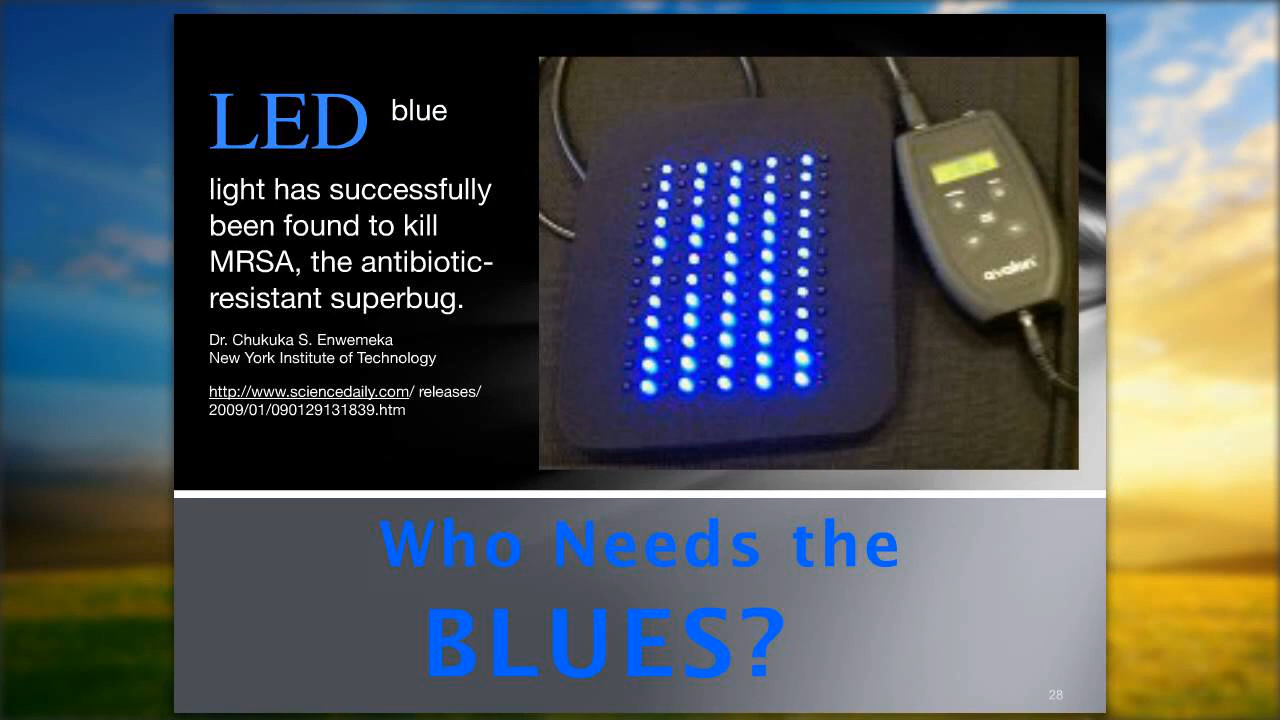 LED blue
light has successfully
been found to kill
MRSA, the antibiotic-
resistant superbug.
Dr. Chukuka S. Enwemeka
New York Institute of Technology
http://www.sciencedaily.com/ releases/
2009/01/090129131839.htm
avalon
Who Needs the
BLUES?
28